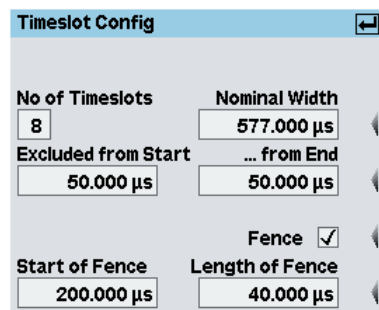 Timeslot Config
No of Timeslots Nominal Width
8 577.000 µs
Excluded from Start ... from End
50.000 µs 50.000 µs
Fence
Start of Fence Length of Fence
200.000 µs 40.000 µs